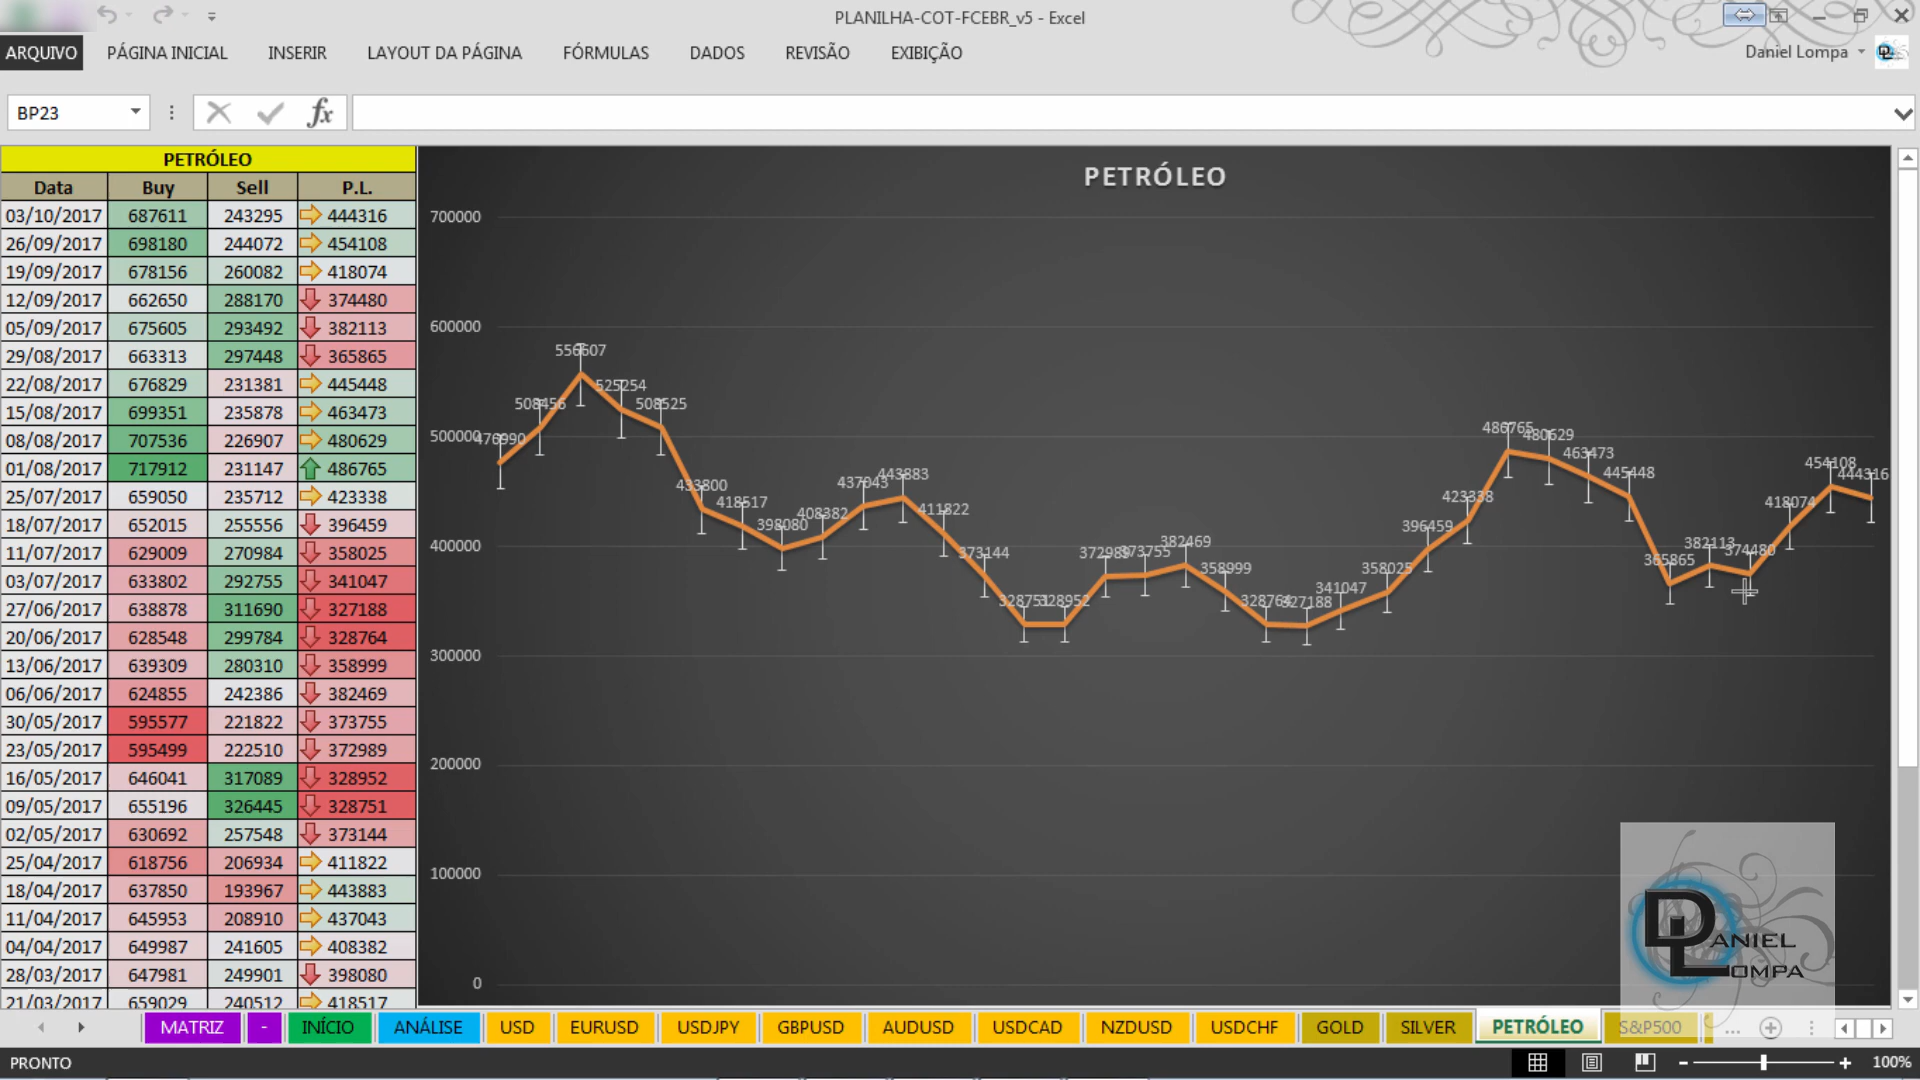 PLANILHA-COT-FCEBR_v5 - Excel
ARQUIVO PÁGINA INICIAL INSERIR LAYOUT DA PÁGINA FÓRMULAS DADOS REVISÃO EXIBIÇÃO Daniel Lompa
BP23 fx
PETRÓLEO
Data Buy Sell P.L.
03/10/2017 687611 243295 444316
26/09/2017 698180 244072 454108
19/09/2017 678156 260082 418074
12/09/2017 662650 288170 374480
05/09/2017 675605 293492 382113
29/08/2017 663313 297448 365865
22/08/2017 676829 231381 445448
15/08/2017 699351 235878 463473
08/08/2017 707536 226907 480629
01/08/2017 717912 231147 486765
25/07/2017 659050 235712 423338
18/07/2017 652015 255556 396459
11/07/2017 629009 270984 358025
03/07/2017 633802 292755 341047
27/06/2017 638878 311690 327188
20/06/2017 628548 299784 328764
13/06/2017 639309 280310 358999
06/06/2017 624855 242386 382469
30/05/2017 595577 221822 373755
23/05/2017 595499 222510 372989
16/05/2017 646041 317089 328952
09/05/2017 655196 326445 328751
02/05/2017 630692 257548 373144
25/04/2017 618756 206934 411822
18/04/2017 637850 193967 443883
11/04/2017 645953 208910 437043
04/04/2017 649987 241605 408382
28/03/2017 647981 249901 398080
21/03/2017 659029 240512 418517
PETRÓLEO
700000
600000
500000
400000
300000
200000
100000
0
476990
508456
556607
525254
508525
433800
418517
398080
408382
437043
443883
411822
373144
328751
328952
372989
373755
382469
358999
328764
327188
341047
358025
396459
423338
486765
480629
463473
445448
365865
382113
374480
418074
454108
444316
DANIEL
LOMPA
MATRIZ - INÍCIO ANÁLISE USD EURUSD USDJPY GBPUSD AUDUSD USDCAD NZDUSD USDCHF GOLD SILVER PETRÓLEO S&P500 ...
PRONTO 100%